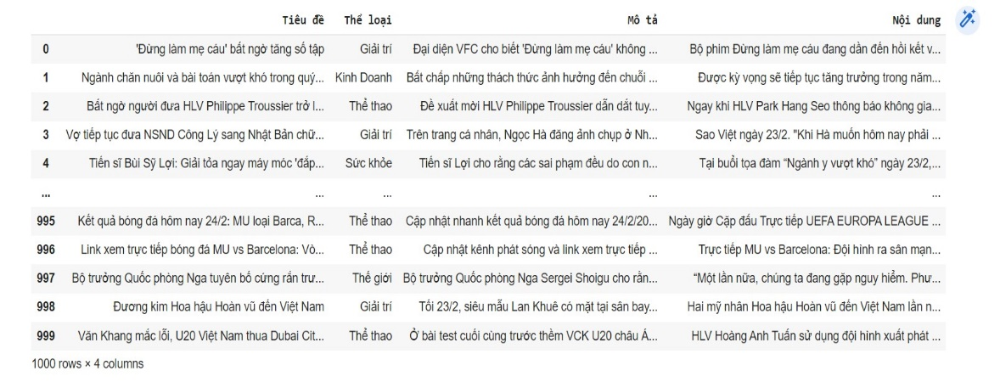 Tiêu đề Thể loại Mô tả Nội dung
0 'Đừng làm mẹ cáu' bất ngờ tăng số tập Giải trí Đại diện VFC cho biết 'Đừng làm mẹ cáu' không ... Bộ phim Đừng làm mẹ cáu đang dần đến hồi kết v...
1 Ngành chăn nuôi và bài toán vượt khó trong quý... Kinh Doanh Bất chấp những thách thức ảnh hưởng đến chuỗi ... Được kỳ vọng sẽ tiếp tục tăng trưởng trong năm...
2 Bất ngờ người đưa HLV Philippe Troussier trở l... Thể thao Đề xuất mời HLV Philippe Troussier dẫn dắt tuy... Ngay khi HLV Park Hang Seo thông báo không gia...
3 Vợ tiếp tục đưa NSND Công Lý sang Nhật Bản chữ... Giải trí Trên trang cá nhân, Ngọc Hà đăng ảnh chụp ở Nh... Sao Việt ngày 23/2. "Khi Hà muốn hôm nay phải ...
4 Tiến sĩ Bùi Sỹ Lợi: Giải tỏa ngay máy móc 'đắp... Sức khỏe Tiến sĩ Lợi cho rằng các sai phạm đều do con n... Tại buổi tọa đàm “Ngành y vượt khó” ngày 23/2,...
... ... ... ... ...
995 Kết quả bóng đá hôm nay 24/2: MU loại Barca, R... Thể thao Cập nhật nhanh kết quả bóng đá hôm nay 24/2/20... Ngày giờ Cặp đấu Trực tiếp UEFA EUROPA LEAGUE ...
996 Link xem trực tiếp bóng đá MU vs Barcelona: Vò... Thể thao Cập nhật kênh phát sóng và link xem trực tiếp ... Trực tiếp MU vs Barcelona: Đội hình ra sân mạn...
997 Bộ trưởng Quốc phòng Nga tuyên bố cứng rắn trư... Thế giới Bộ trưởng Quốc phòng Nga Sergei Shoigu cho rằn... “Một lần nữa, chúng ta đang gặp nguy hiểm. Phư...
998 Đương kim Hoa hậu Hoàn vũ đến Việt Nam Giải trí Tối 23/2, siêu mẫu Lan Khuê có mặt tại sân bay... Hai mỹ nhân Hoa hậu Hoàn vũ đến Việt Nam lần n...
999 Văn Khang mắc lỗi, U20 Việt Nam thua Dubai Cit... Thể thao Ở bài test cuối cùng trước thềm VCK U20 châu Á... HLV Hoàng Anh Tuấn sử dụng đội hình xuất phát ...
1000 rows × 4 columns